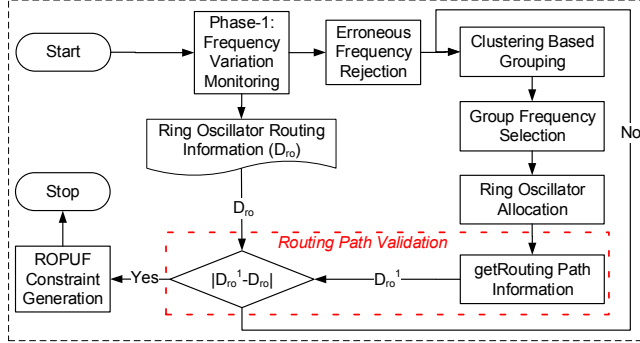 Start
Phase-1:
Frequency
Variation
Monitoring
Erroneous
Frequency
Rejection
Clustering Based
Grouping
Group Frequency
Selection
Ring Oscillator
Allocation
getRouting Path
Information
No
Ring Oscillator Routing
Information (Dro)
Dro
Routing Path Validation
Dro¹
|Dro¹-Dro|
Yes
ROPUF
Constraint
Generation
Stop